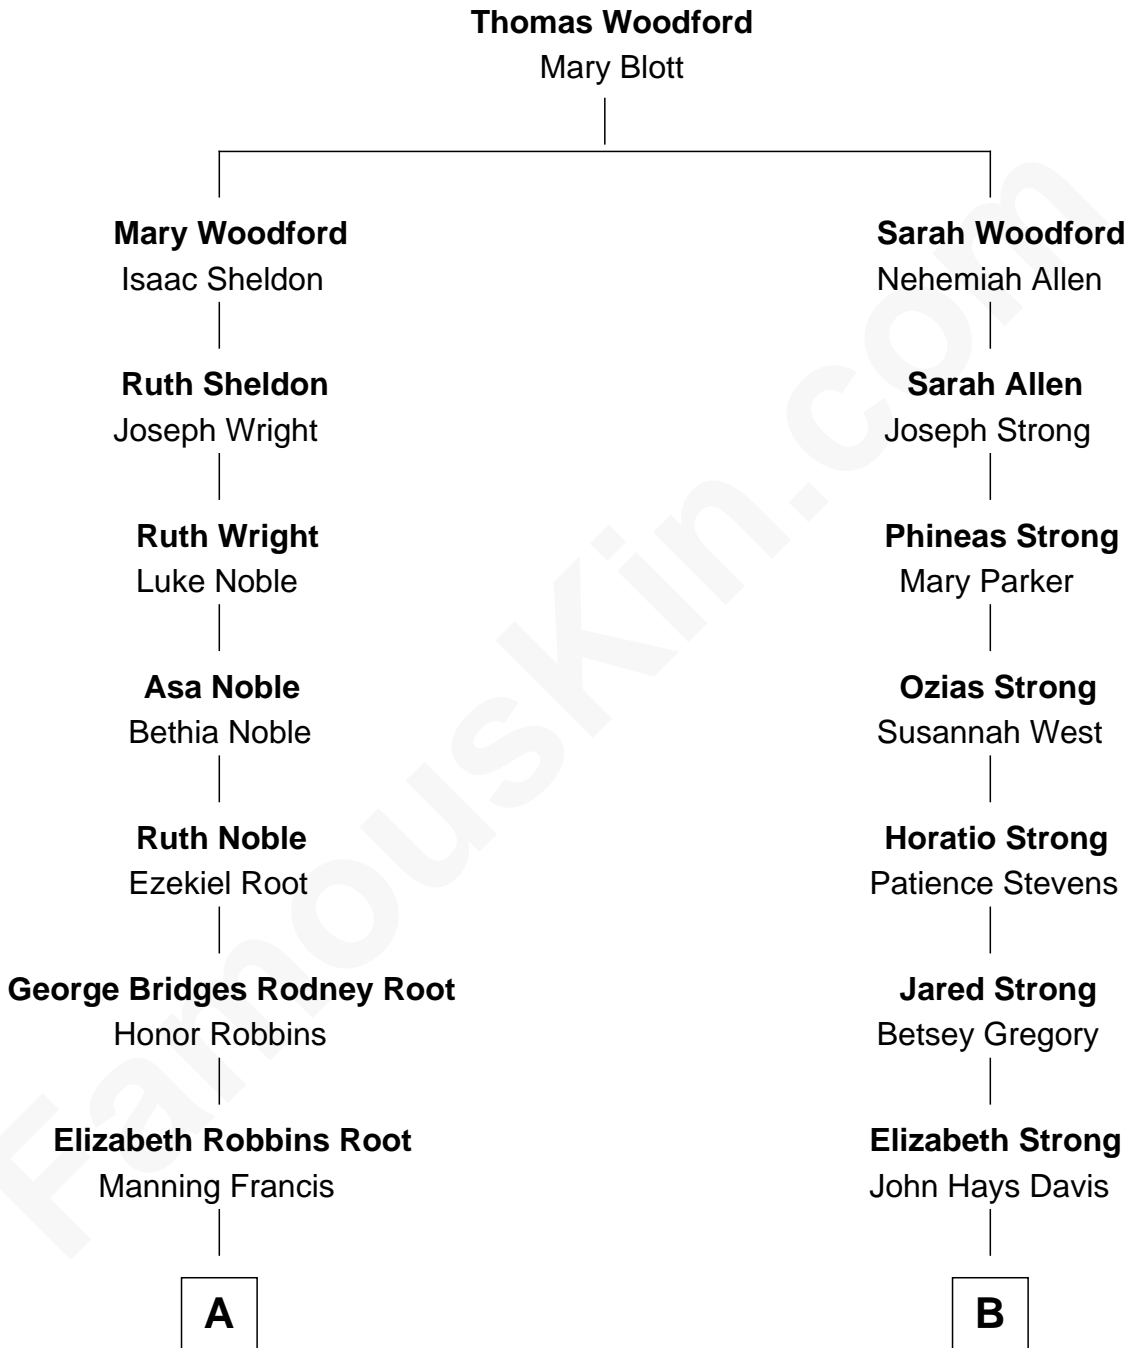 Thomas Woodford
Mary Blott
Mary Woodford
Isaac Sheldon
Sarah Woodford
Nehemiah Allen
Ruth Sheldon
Joseph Wright
Sarah Allen
Joseph Strong
Ruth Wright
Luke Noble
Phineas Strong
Mary Parker
Asa Noble
Bethia Noble
Ozias Strong
Susannah West
Ruth Noble
Ezekiel Root
Horatio Strong
Patience Stevens
George Bridges Rodney Root
Honor Robbins
Jared Strong
Betsey Gregory
Elizabeth Robbins Root
Manning Francis
Elizabeth Strong
John Hays Davis
A
B
FamousKin.com